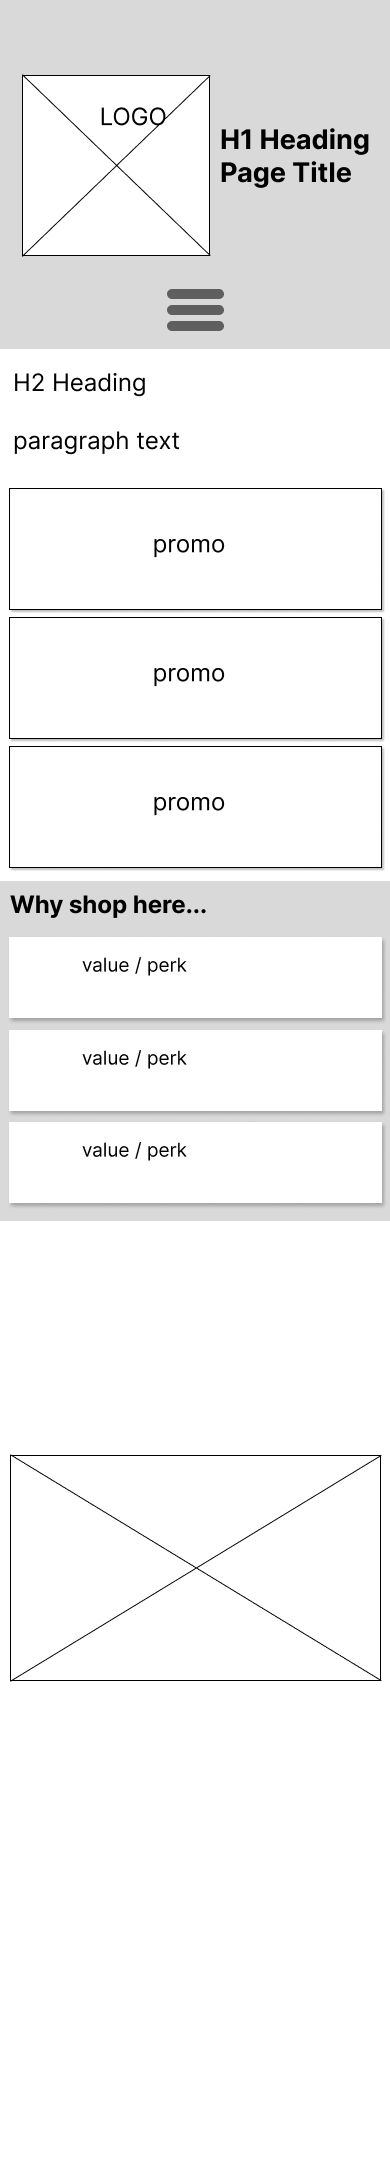 LOGO
H1 Heading
Page Title
H2 Heading
paragraph text
promo
promo
promo
Why shop here...
value / perk
value / perk
value / perk